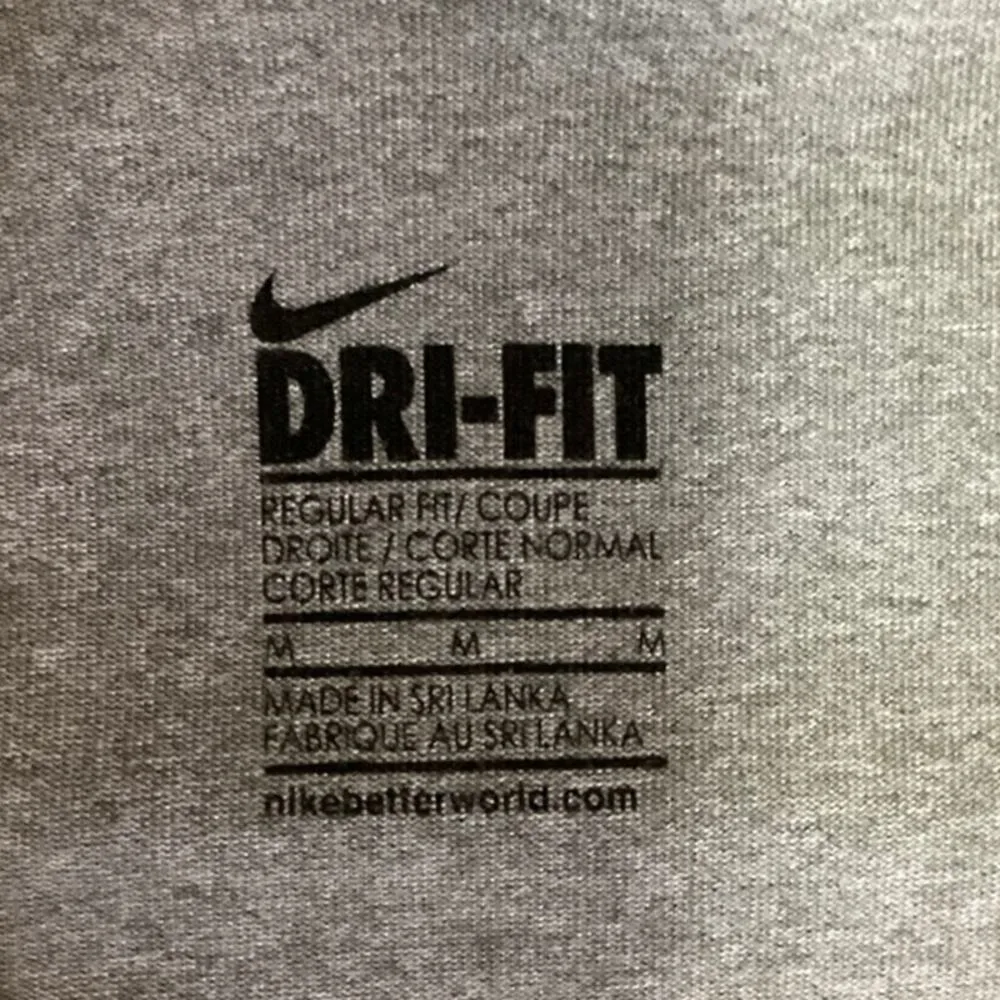 DRI-FIT
REGULAR FIT/ COUPE
DROITE / CORTE NORMAL
CORTE REGULAR
M M M
MADE IN SRI LANKA
FABRIQUE AU SRI LANKA
nikebetterworld.com